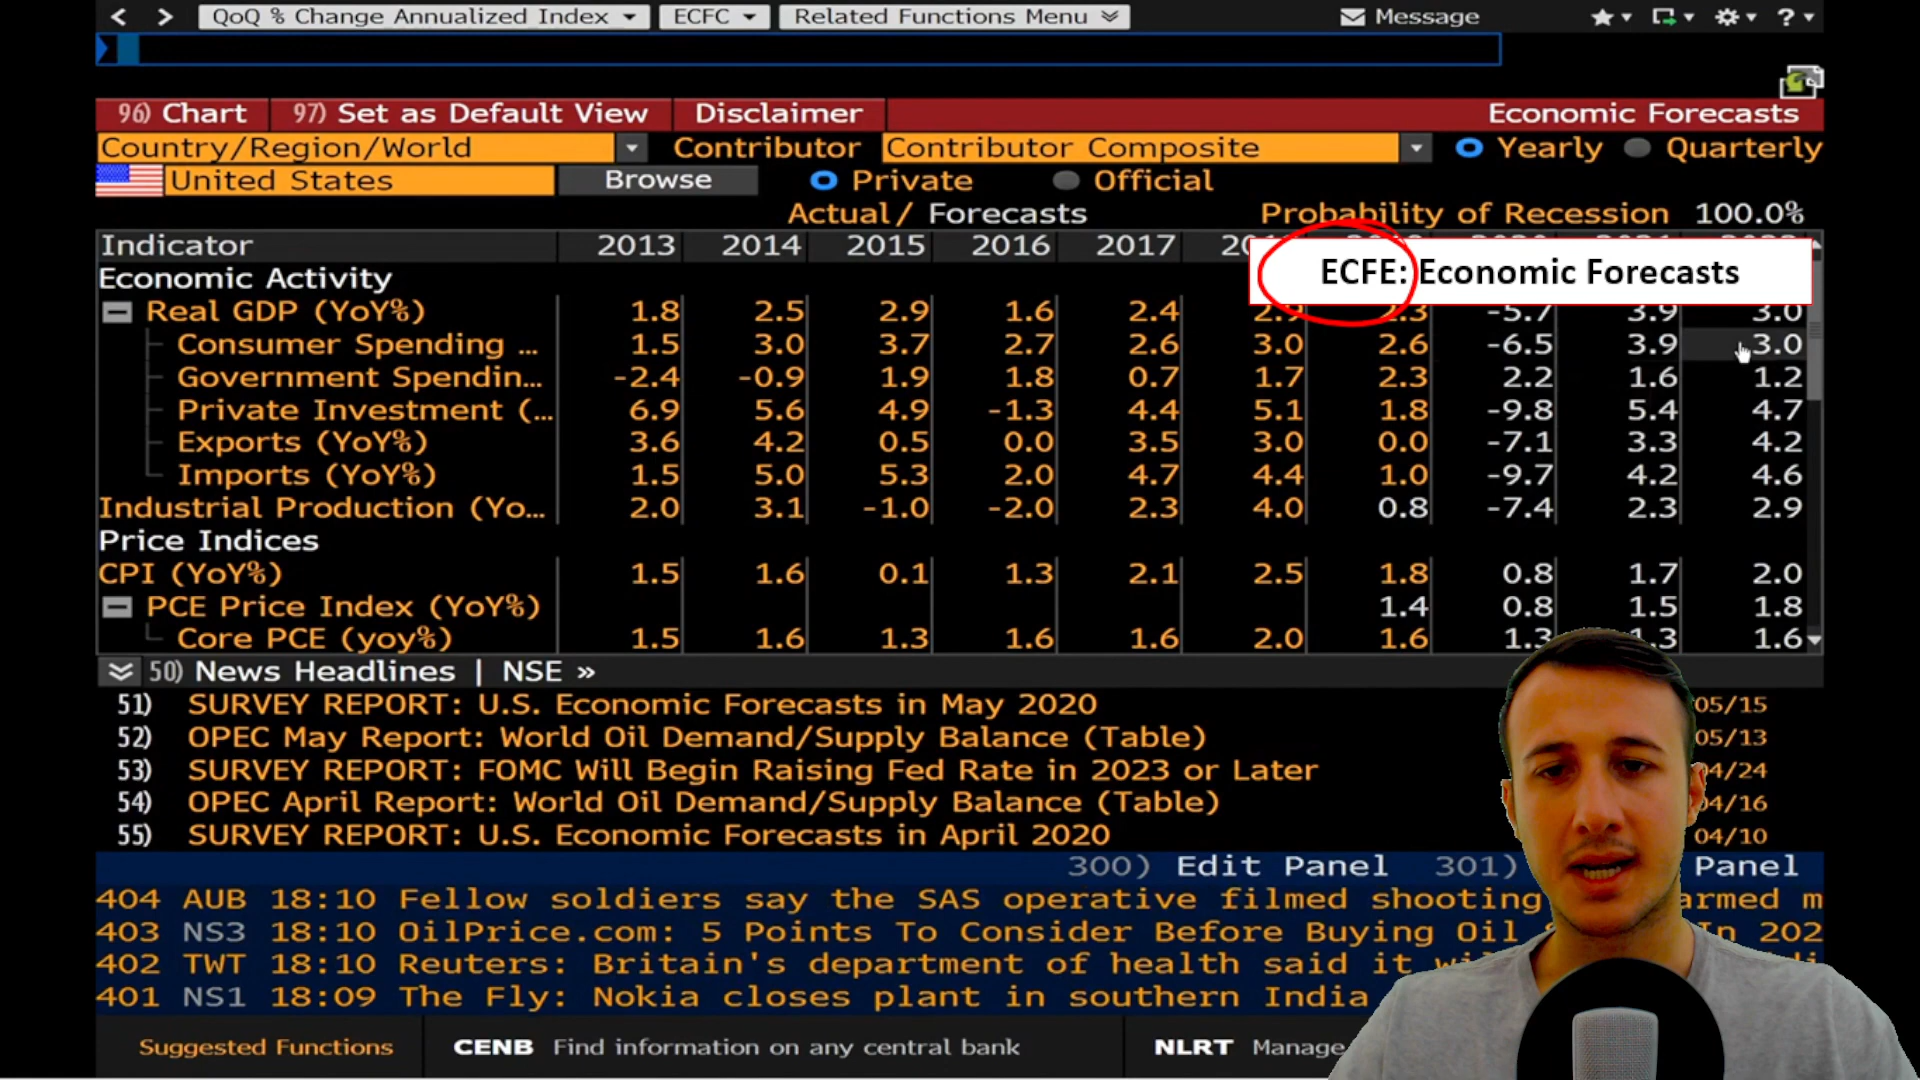 QoQ % Change Annualized Index ECFC Related Functions Menu Message ?
96) Chart 97) Set as Default View Disclaimer Economic Forecasts
Country/Region/World Contributor Contributor Composite Yearly Quarterly
United States Browse Private Official
Actual/ Forecasts Probability of Recession 100.0%
Indicator 2013 2014 2015 2016 2017
ECFE: Economic Forecasts
Economic Activity
Real GDP (YoY%) 1.8 2.5 2.9 1.6 2.4 2.9 2.3 -5.7 3.9 3.0
Consumer Spending ... 1.5 3.0 3.7 2.7 2.6 3.0 2.6 -6.5 3.9 3.0
Government Spendin... -2.4 -0.9 1.9 1.8 0.7 1.7 2.3 2.2 1.6 1.2
Private Investment (... 6.9 5.6 4.9 -1.3 4.4 5.1 1.8 -9.8 5.4 4.7
Exports (YoY%) 3.6 4.2 0.5 0.0 3.5 3.0 0.0 -7.1 3.3 4.2
Imports (YoY%) 1.5 5.0 5.3 2.0 4.7 4.4 1.0 -9.7 4.2 4.6
Industrial Production (Yo... 2.0 3.1 -1.0 -2.0 2.3 4.0 0.8 -7.4 2.3 2.9
Price Indices
CPI (YoY%) 1.5 1.6 0.1 1.3 2.1 2.5 1.8 0.8 1.7 2.0
PCE Price Index (YoY%) 1.4 0.8 1.5 1.8
Core PCE (yoy%) 1.5 1.6 1.3 1.6 1.6 2.0 1.6 1.3 1.3 1.6
50) News Headlines | NSE »
51) SURVEY REPORT: U.S. Economic Forecasts in May 2020 05/15
52) OPEC May Report: World Oil Demand/Supply Balance (Table) 05/13
53) SURVEY REPORT: FOMC Will Begin Raising Fed Rate in 2023 or Later 04/24
54) OPEC April Report: World Oil Demand/Supply Balance (Table) 04/16
55) SURVEY REPORT: U.S. Economic Forecasts in April 2020 04/10
300) Edit Panel 301) Panel
404 AUB 18:10 Fellow soldiers say the SAS operative filmed shooting armed m
403 NS3 18:10 OilPrice.com: 5 Points To Consider Before Buying Oil In 202
402 TWT 18:10 Reuters: Britain's department of health said it
401 NS1 18:09 The Fly: Nokia closes plant in southern India
Suggested Functions CENB Find information on any central bank NLRT Manage